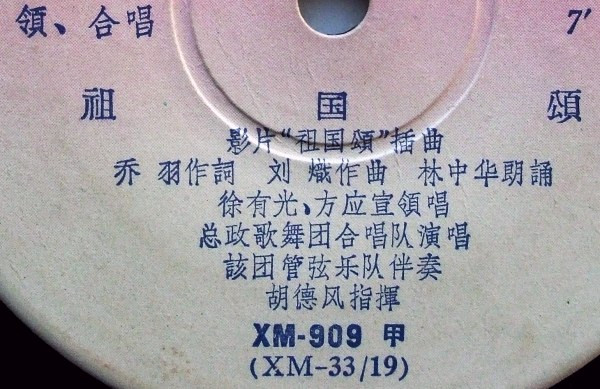 領、合唱 7′
祖 国 頌
影片“祖国頌”插曲
乔 羽作詞 刘 熾作曲 林中华朗誦
徐有光、方应宣領唱
总政歌舞团合唱队演唱
該团管弦乐队伴奏
胡德风指揮
XM-909 甲
(XM-33/19)